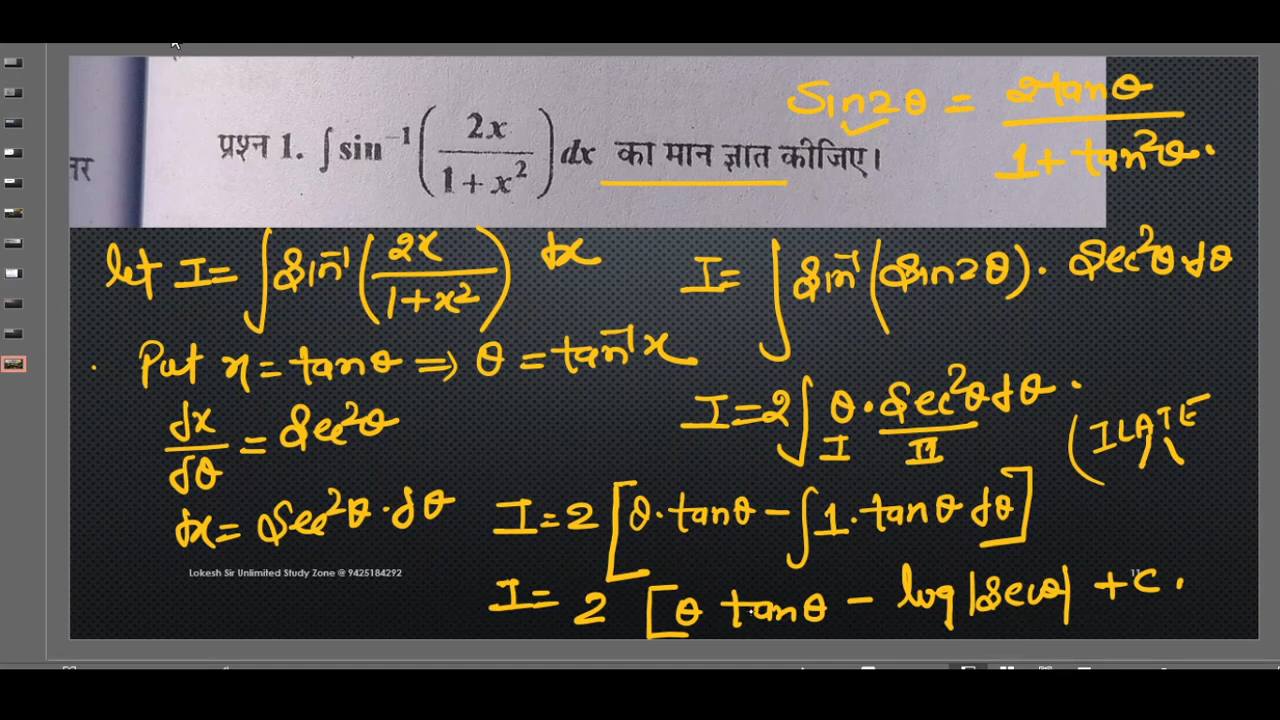 प्रश्न 1. ∫ sin⁻¹ (2x / 1 + x²) dx का मान ज्ञात कीजिए।
Sin2θ = 2tanθ / 1 + tan²θ.
तर
let I = ∫ Sin⁻¹ (2x / 1 + x²) dx
Put x = tanθ ⇒ θ = tan⁻¹x
dx / dθ = Sec²θ
dx = Sec²θ · dθ
I = ∫ Sin⁻¹ (Sin2θ) · Sec²θ dθ
I = 2∫ θ · Sec²θ dθ.
I II
(ILATE
I = 2 [θ · tanθ − ∫ 1 · tanθ dθ]
I = 2 [θ tanθ − log|Secθ| + C.
Lokesh Sir Unlimited Study Zone @ 9425184292
11